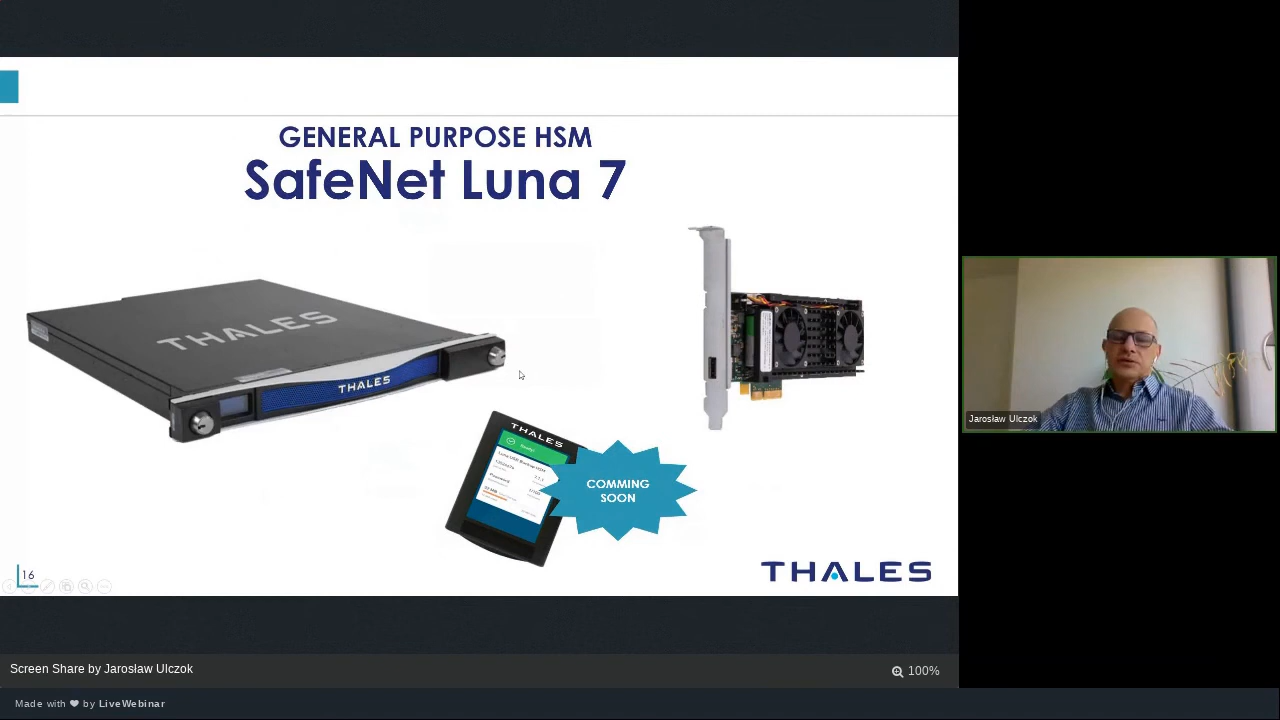 GENERAL PURPOSE HSM
SafeNet Luna 7
THALES
THALES
THALES
COMMING
SOON
16
THALES
Jarosław Ulczok
Screen Share by Jarosław Ulczok
100%
Made with by LiveWebinar